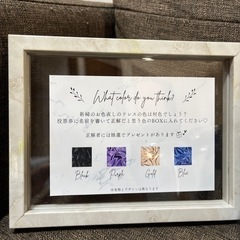 What color do you think?
新婦のお色直しのドレスの色は何色でしょう？
投票券に名前を書いて正解だと思う色のBOXに入れてください♡
正解者には抽選でプレゼントがあります
Black Purple Gold Blue